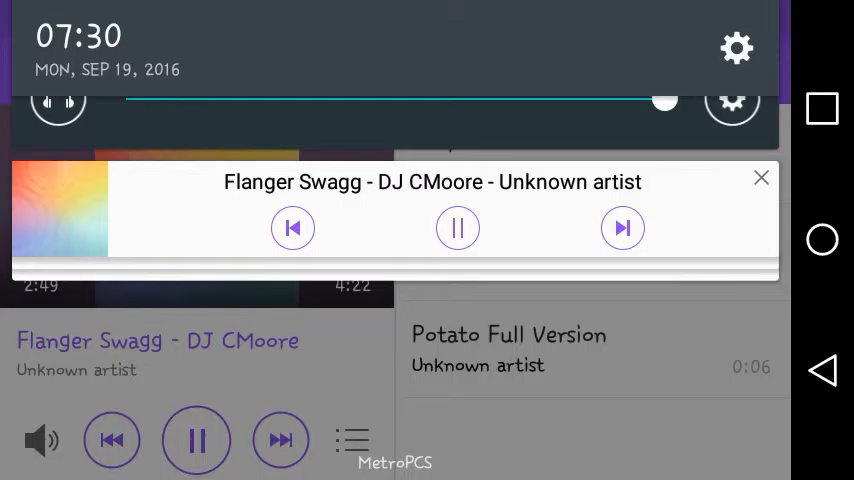 07:30
MON, SEP 19, 2016
Flanger Swagg - DJ CMoore - Unknown artist
2:49
4:22
Flanger Swagg - DJ CMoore
Unknown artist
Potato Full Version
Unknown artist
0:06
MetroPCS